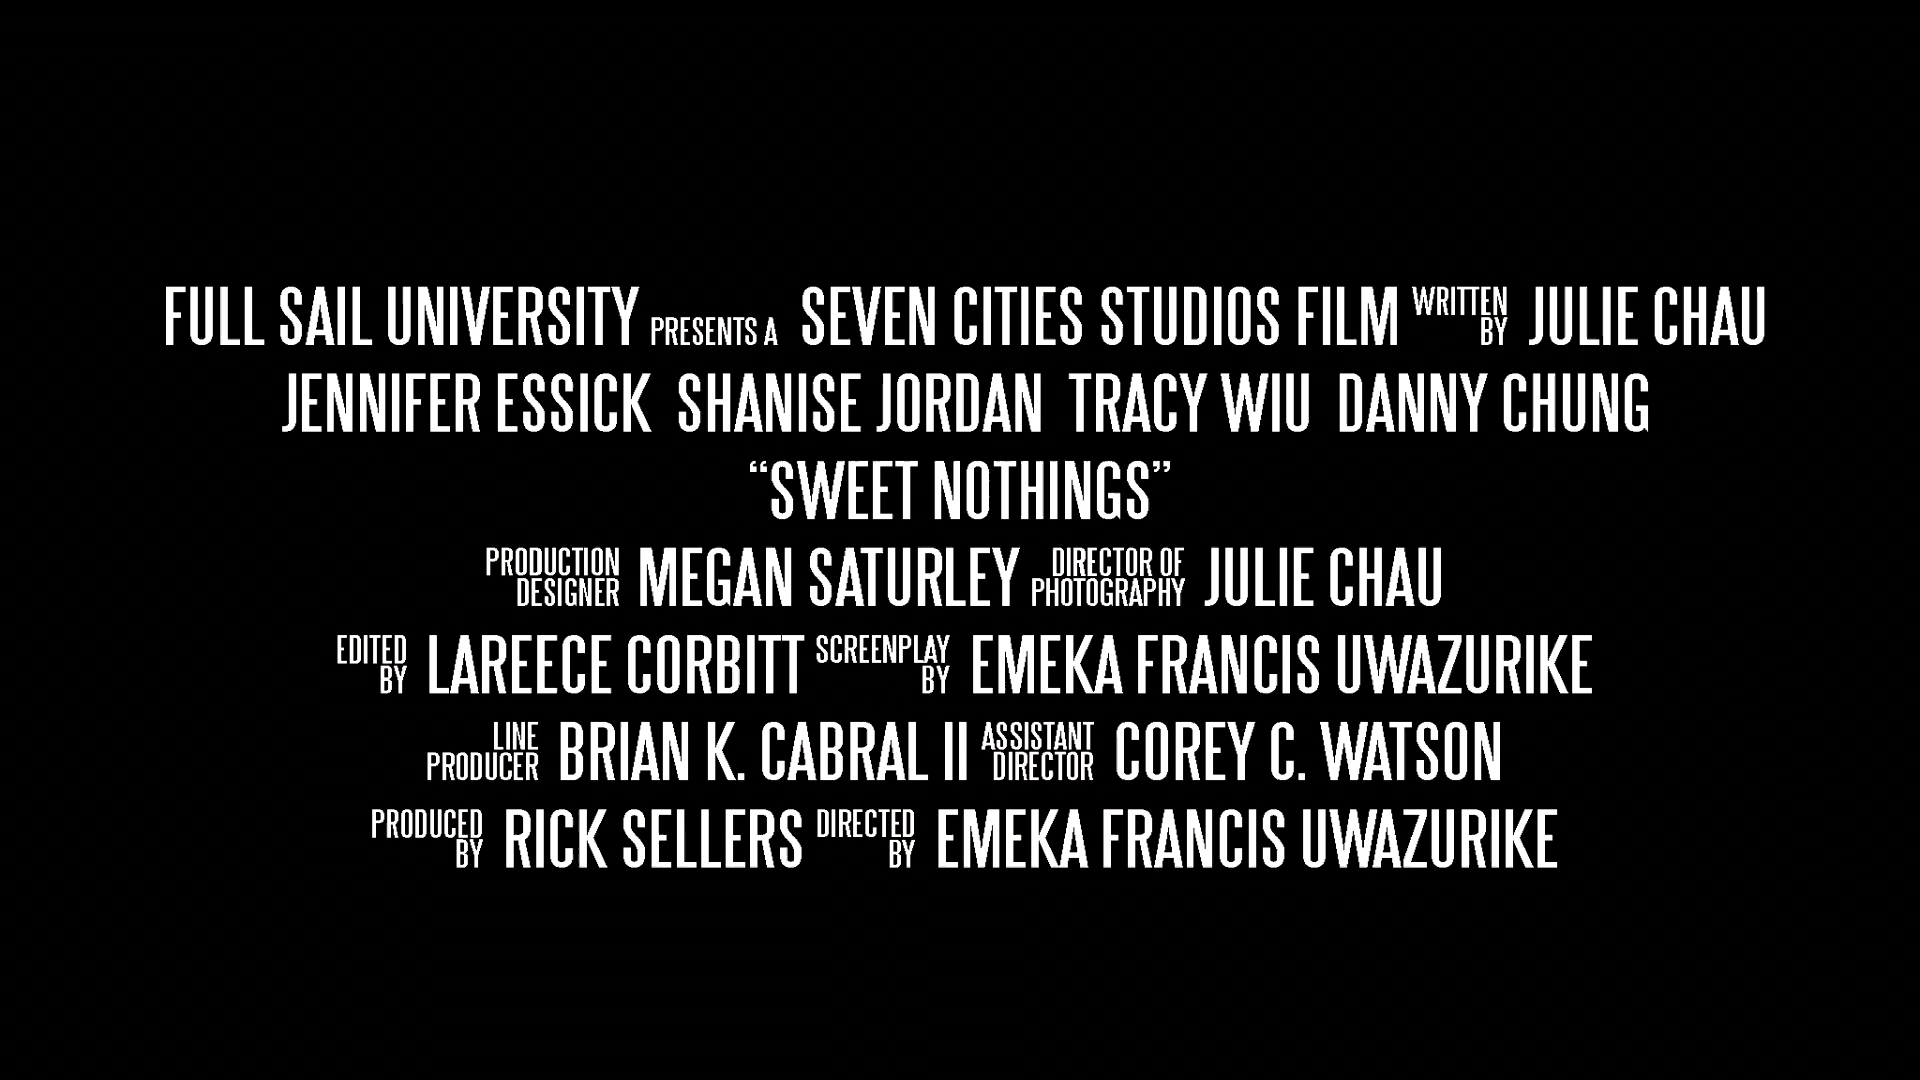 FULL SAIL UNIVERSITY PRESENTS A SEVEN CITIES STUDIOS FILM WRITTEN BY JULIE CHAU
JENNIFER ESSICK SHANISE JORDAN TRACY WIU DANNY CHUNG
“SWEET NOTHINGS”
PRODUCTION DESIGNER MEGAN SATURLEY DIRECTOR OF PHOTOGRAPHY JULIE CHAU
EDITED BY LAREECE CORBITT SCREENPLAY BY EMEKA FRANCIS UWAZURIKE
LINE PRODUCER BRIAN K. CABRAL II ASSISTANT DIRECTOR COREY C. WATSON
PRODUCED BY RICK SELLERS DIRECTED BY EMEKA FRANCIS UWAZURIKE